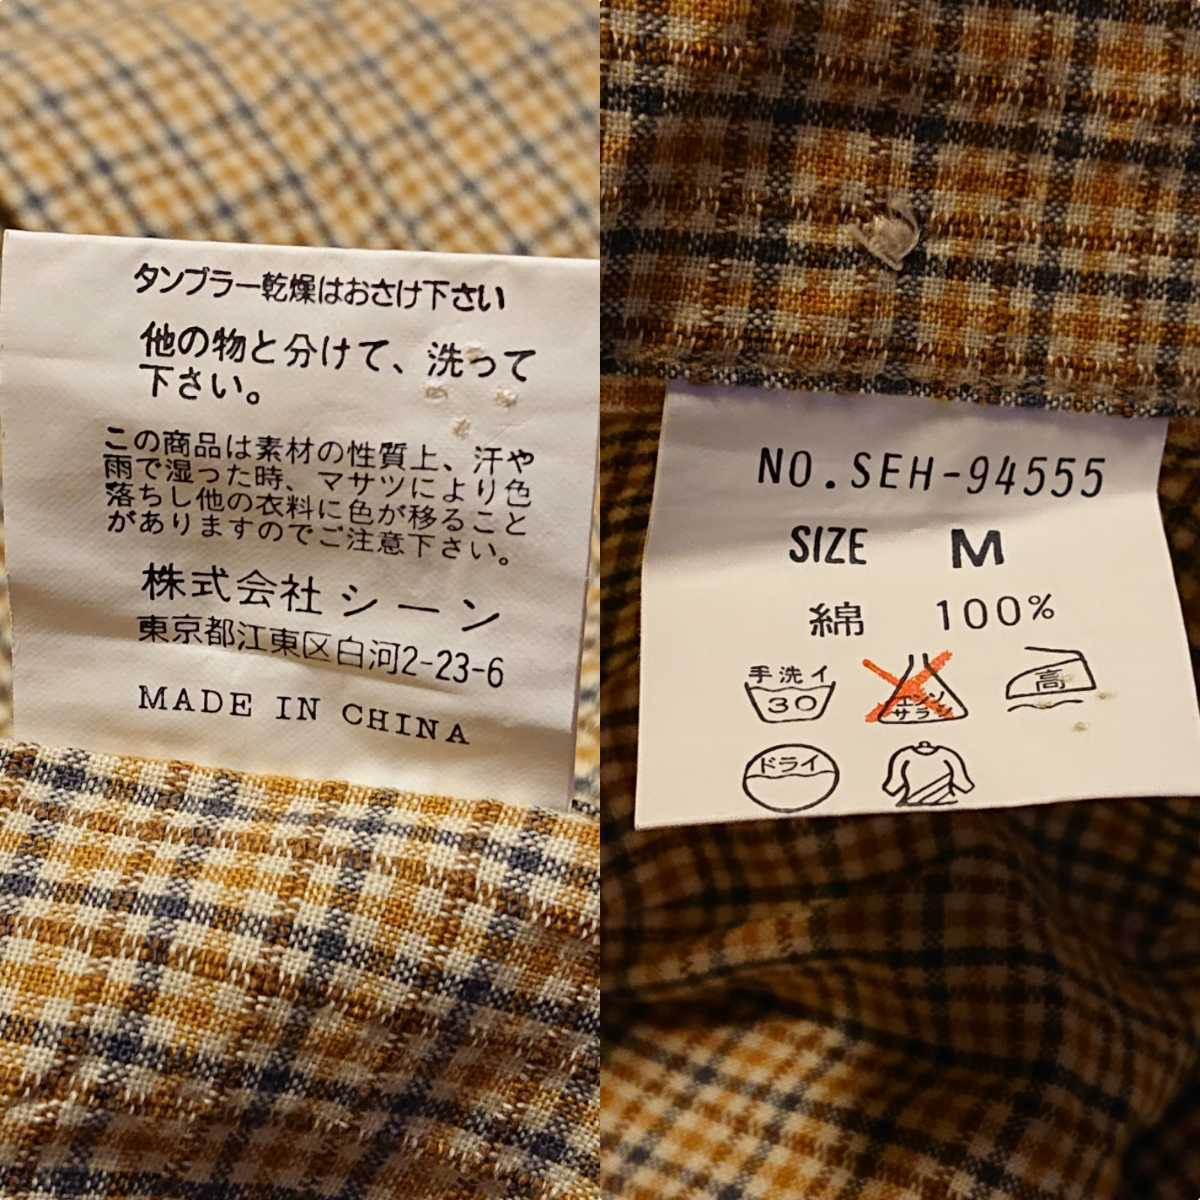 タンブラー乾燥はおさけ下さい
他の物と分けて、洗って
下さい。
この商品は素材の性質上、汗や
雨で湿った時、マサツにより色
落ちし他の衣料に色が移ること
がありますのでご注意下さい。
株式会社シーン
東京都江東区白河2-23-6
MADE IN CHINA
NO.SEH-94555
SIZE M
綿 100%
手洗イ
30
エンソ
サラシ
高
ドライ